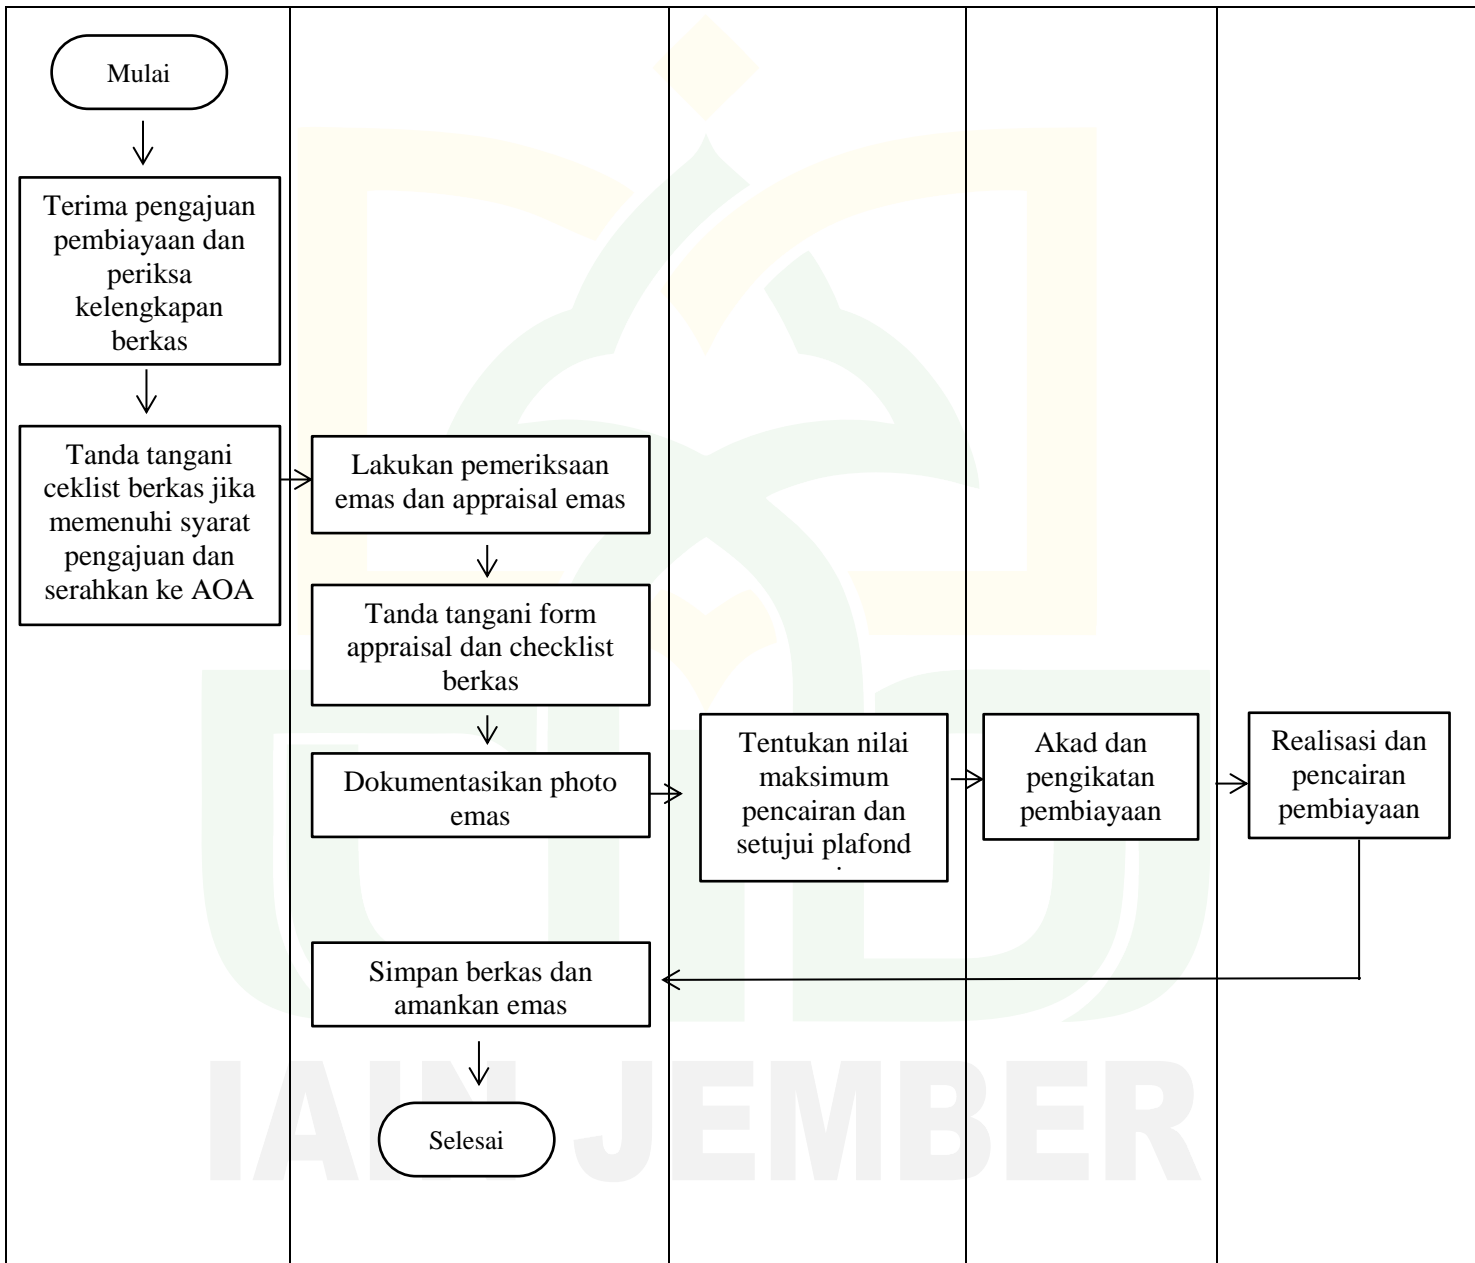 Mulai
Terima pengajuan
pembiayaan dan
periksa
kelengkapan
berkas
Tanda tangani
ceklist berkas jika
memenuhi syarat
pengajuan dan
serahkan ke AOA
Lakukan pemeriksaan
emas dan appraisal emas
Tanda tangani form
appraisal dan checklist
berkas
Dokumentasikan photo
emas
Tentukan nilai
maksimum
pencairan dan
setujui plafond
Akad dan
pengikatan
pembiayaan
Realisasi dan
pencairan
pembiayaan
Simpan berkas dan
amankan emas
Selesai
IAIN JEMBER